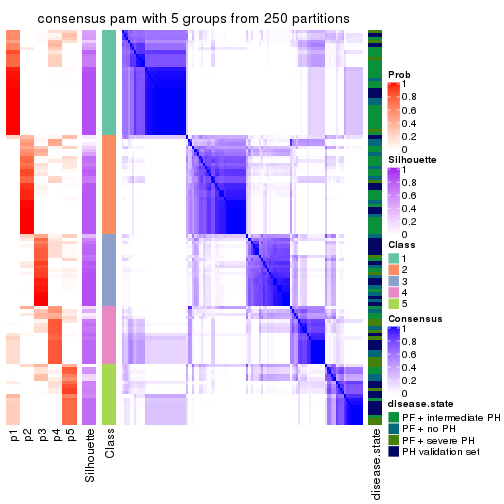 consensus pam with 5 groups from 250 partitions
Prob
1
0.8
0.6
0.4
0.2
0
Silhouette
1
0.8
0.6
0.4
0.2
0
Class
1
2
3
4
5
Consensus
1
0.8
0.6
0.4
0.2
0
disease.state
PF + intermediate PH
PF + no PH
PF + severe PH
PH validation set
p1
p2
p3
p4
p5
Silhouette
Class
disease.state